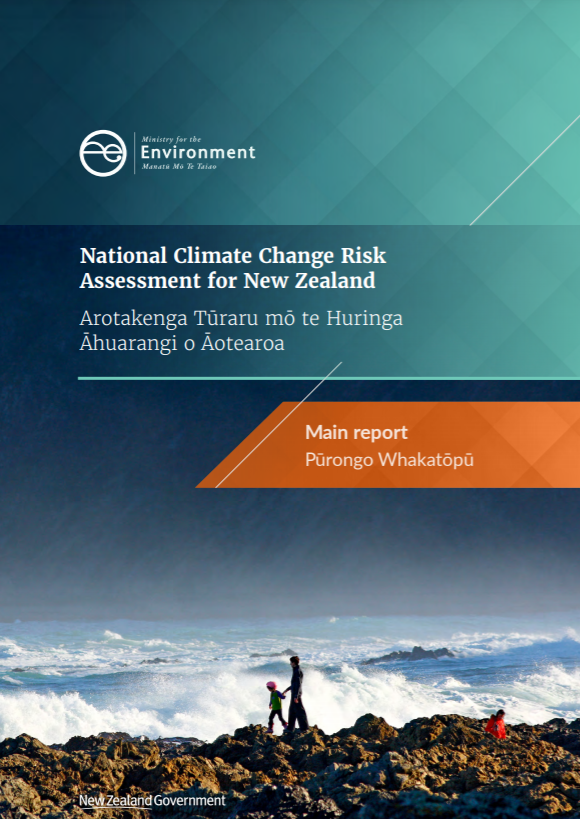 Ministry for the
Environment
Manatū Mō Te Taiao
National Climate Change Risk
Assessment for New Zealand
Arotakenga Tūraru mō te Huringa
Āhuarangi o Āotearoa
Main report
Pūrongo Whakatōpū
New Zealand Government